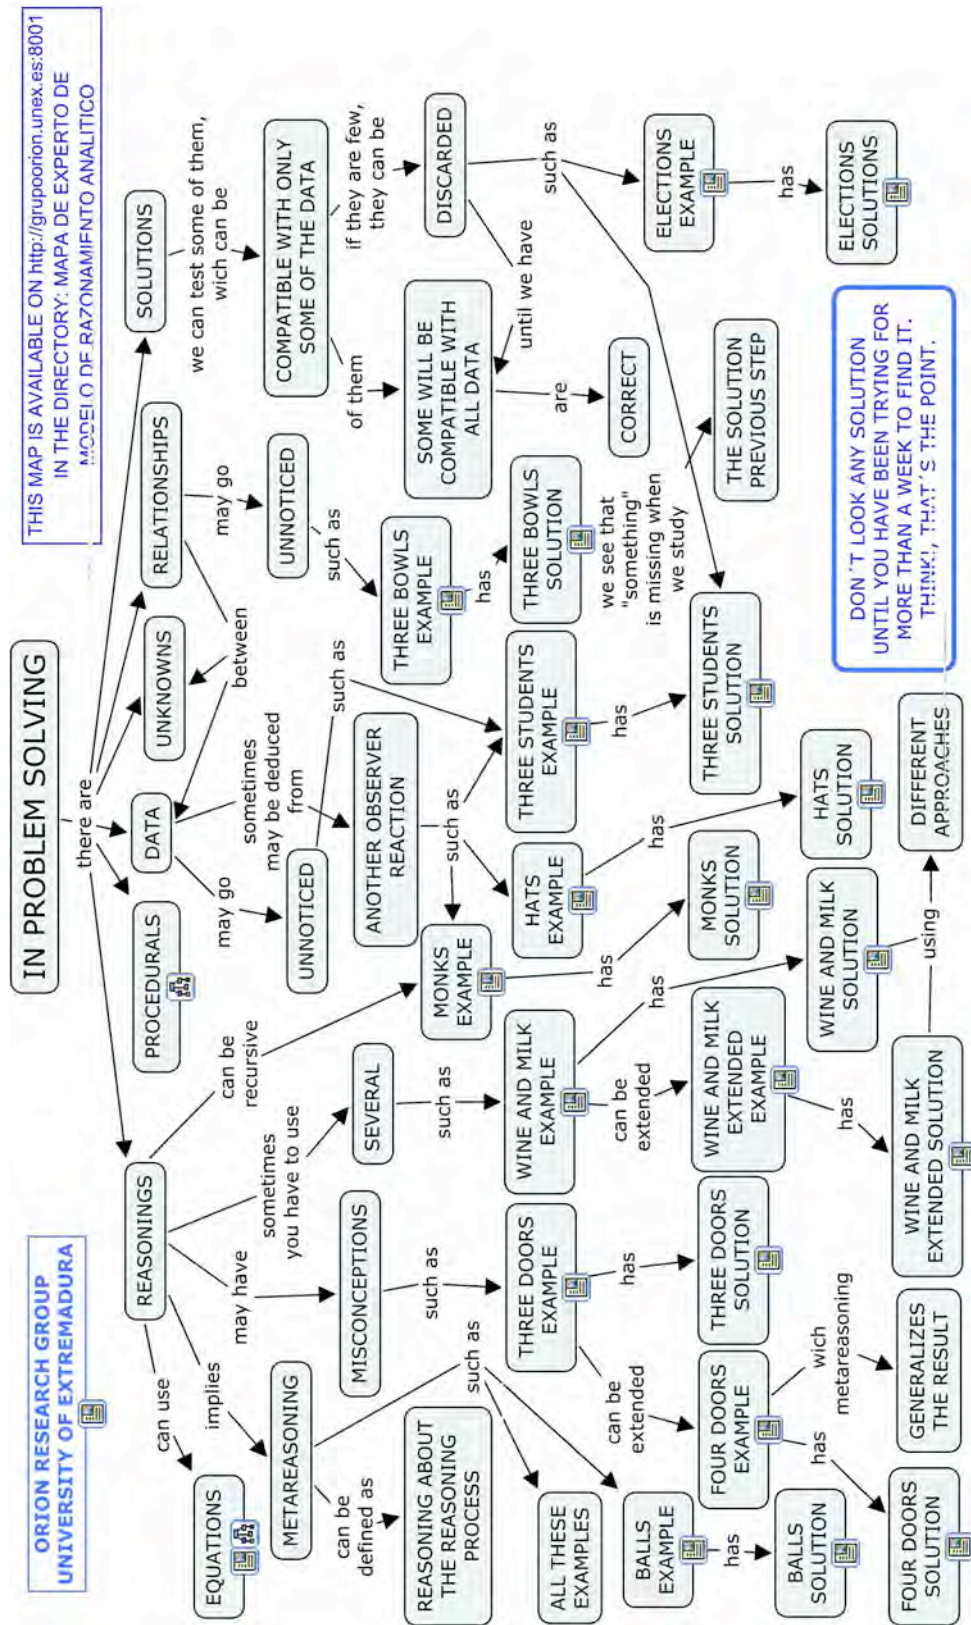 IN PROBLEM SOLVING
ORION RESEARCH GROUP
UNIVERSITY OF EXTREMADURA
THIS MAP IS AVAILABLE ON http://grupoorion.unex.es:8001
IN THE DIRECTORY: MAPA DE EXPERTO DE
MODELO DE RAZONAMIENTO ANALITICO
there are
REASONINGS
PROCEDURALS
DATA
UNKNOWNS
RELATIONSHIPS
SOLUTIONS
can use
implies
may have
sometimes
you have to use
can be
recursive
may go
sometimes
may be deduced
from
between
may go
we can test some of them,
wich can be
EQUATIONS
METAREASONING
MISCONCEPTIONS
SEVERAL
UNOTICED
ANOTHER OBSERVER
REACTION
UNNOTICED
COMPATIBLE WITH ONLY
SOME OF THE DATA
can be
defined as
such as
such as
such as
such as
such as
such as
of them
if they are few,
they can be
REASONING ABOUT
THE REASONING
PROCESS
MONKS
EXAMPLE
THREE BOWLS
EXAMPLE
SOME WILL BE
COMPATIBLE WITH
ALL DATA
DISCARDED
has
until we have
are
such as
ALL THESE
EXAMPLES
THREE DOORS
EXAMPLE
WINE AND MILK
EXAMPLE
HATS
EXAMPLE
THREE STUDENTS
EXAMPLE
THREE BOWLS
SOLUTION
CORRECT
BALLS
EXAMPLE
can be
extended
has
can be
extended
has
has
has
has
we see that
"something"
is missing when
we study
ELECTIONS
EXAMPLE
has
has
FOUR DOORS
EXAMPLE
THREE DOORS
SOLUTION
WINE AND MILK
EXTENDED
EXAMPLE
MONKS
SOLUTION
THREE STUDENTS
SOLUTION
THE SOLUTION
PREVIOUS STEP
BALLS
SOLUTION
has
wich
metareasoning
has
WINE AND MILK
SOLUTION
HATS
SOLUTION
ELECTIONS
SOLUTIONS
FOUR DOORS
SOLUTION
GENERALIZES
THE RESULT
WINE AND MILK
EXTENDED SOLUTION
using
DIFFERENT
APPROACHES
DON´T LOOK ANY SOLUTION
UNTIL YOU HAVE BEEN TRYING FOR
MORE THAN A WEEK TO FIND IT.
THINK!, THAT´S THE POINT.